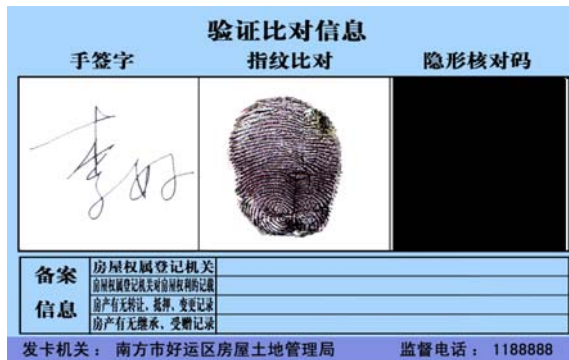 验证比对信息
手签字 指纹比对 隐形核对码
李好
备案信息
房屋权属登记机关
房屋权属登记机关对房屋权利的记载
房产有无转让、抵押、变更记录
房产有无继承、受赠记录
发卡机关： 南方市好运区房屋土地管理局 监督电话： 1188888